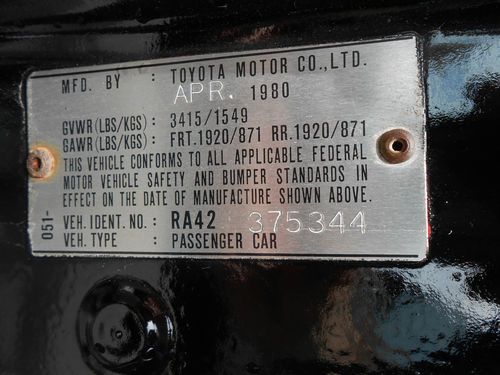 MFD. BY : TOYOTA MOTOR CO., LTD.
APR. 1980
GVWR (LBS/KGS) : 3415/1549
GAWR (LBS/KGS) : FRT. 1920/871 RR. 1920/871
THIS VEHICLE CONFORMS TO ALL APPLICABLE FEDERAL
MOTOR VEHICLE SAFETY AND BUMPER STANDARDS IN
EFFECT ON THE DATE OF MANUFACTURE SHOWN ABOVE.
VEH. IDENT. NO. : RA42 375344
VEH. TYPE : PASSENGER CAR
051-